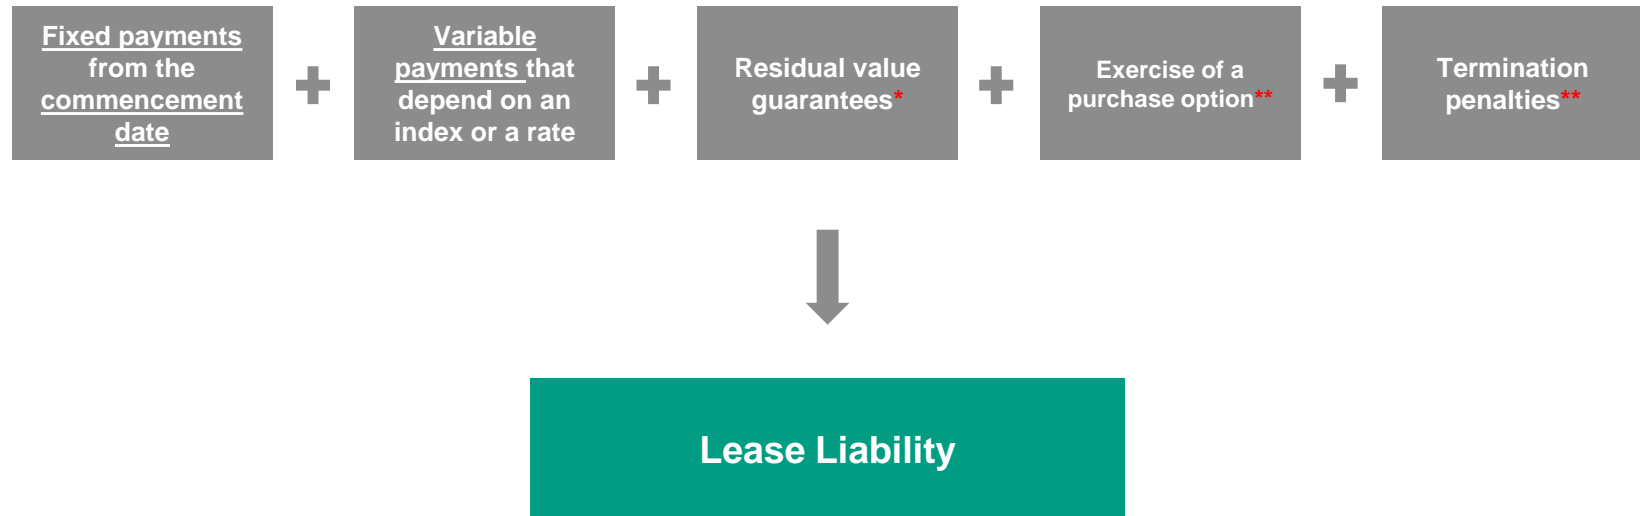 Fixed payments
from the
commencement
date
Variable
payments that
depend on an
index or a rate
Residual value
guarantees*
Exercise of a
purchase option**
Termination
penalties**
Lease Liability